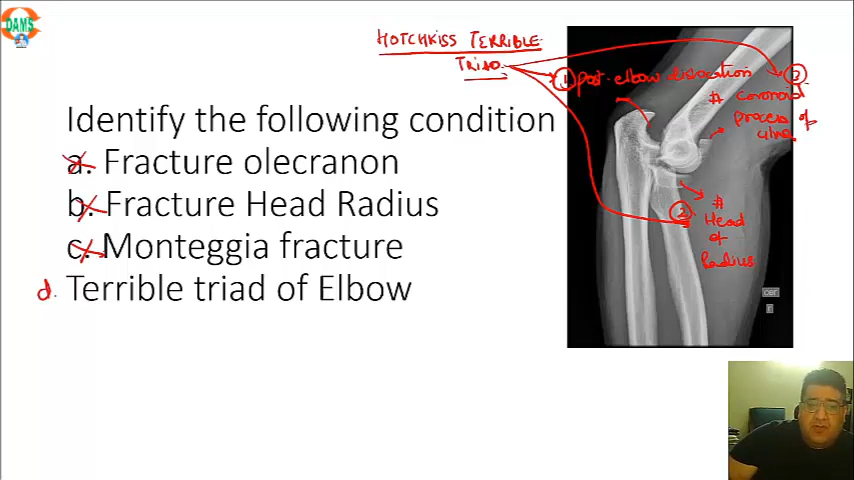 DAMS
HOTCHKISS TERRIBLE
TRIAD
1 post. elbow dislocation
3
# coronoid
process of
ulna
Identify the following condition
a. Fracture olecranon
b. Fracture Head Radius
c. Monteggia fracture
d. Terrible triad of Elbow
2 #
Head
of
Radius